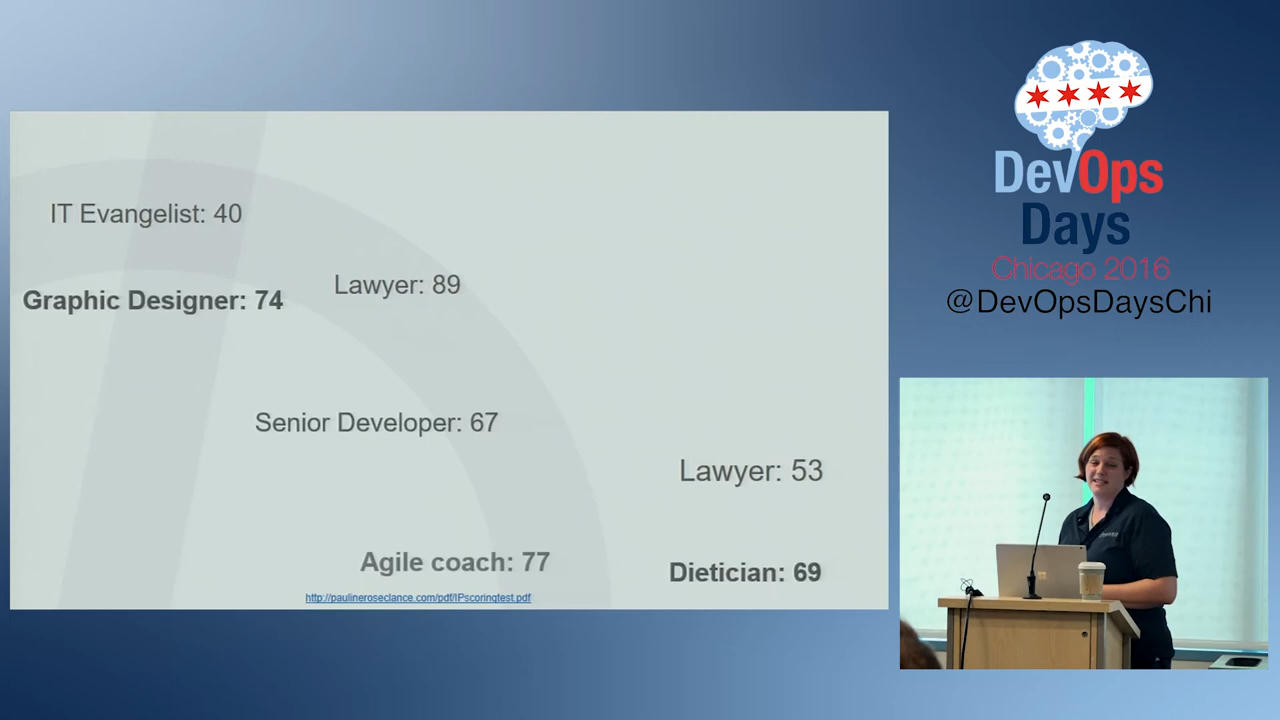 IT Evangelist: 40
Graphic Designer: 74
Lawyer: 89
Senior Developer: 67
Lawyer: 53
Agile coach: 77
Dietician: 69
http://paulineroseclance.com/pdf/IPscoringtest.pdf
DevOps
Days
Chicago 2016
@DevOpsDaysChi